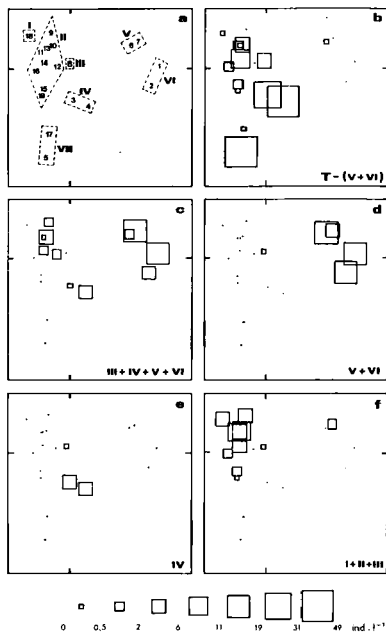 a
b
I
II
III
IV
V
VI
VII
18
9
11
13
10
14
12
16
8
15
19
6
7
1
2
3
4
17
5
T-(V+VI)
c
d
III+IV+V+VI
V+VI
e
f
IV
I+II+III
0 0,5 2 6 11 19 31 49 ind.l⁻¹